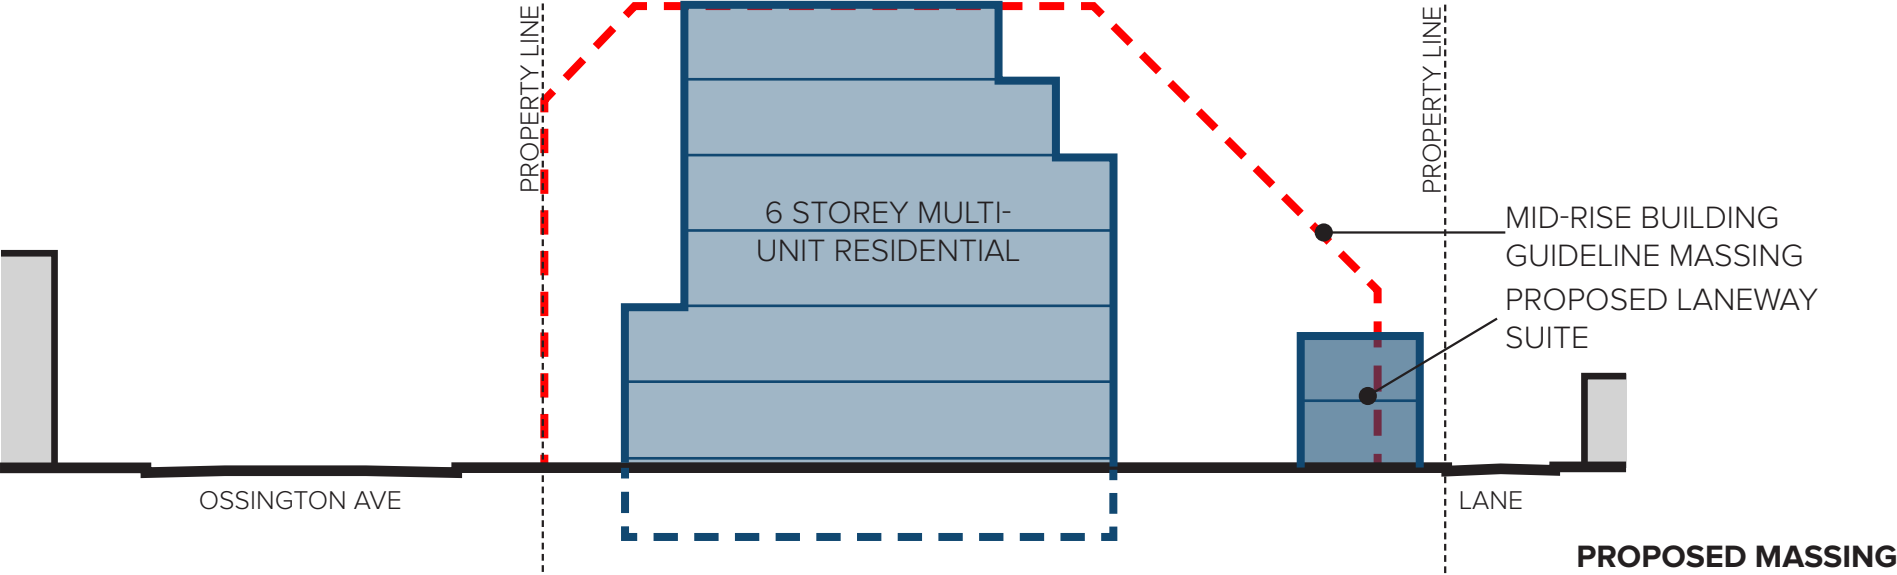 PROPERTY LINE
PROPERTY LINE
6 STOREY MULTI-
UNIT RESIDENTIAL
MID-RISE BUILDING
GUIDELINE MASSING
PROPOSED LANEWAY
SUITE
OSSINGTON AVE
LANE
PROPOSED MASSING